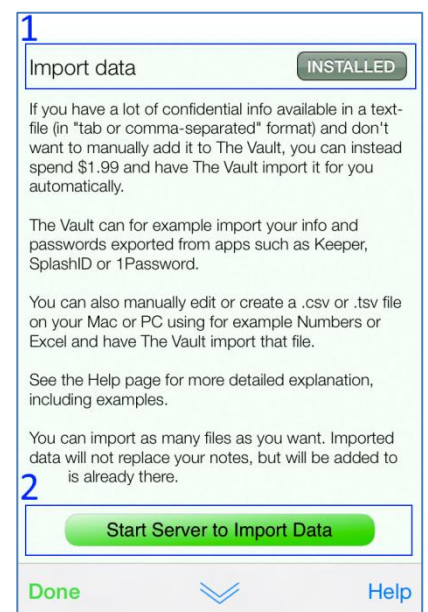 1
Import data INSTALLED
If you have a lot of confidential info available in a text-
file (in "tab or comma-separated" format) and don't
want to manually add it to The Vault, you can instead
spend $1.99 and have The Vault import it for you
automatically.
The Vault can for example import your info and
passwords exported from apps such as Keeper,
SplashID or 1Password.
You can also manually edit or create a .csv or .tsv file
on your Mac or PC using for example Numbers or
Excel and have The Vault import that file.
See the Help page for more detailed explanation,
including examples.
You can import as many files as you want. Imported
data will not replace your notes, but will be added to
is already there.
2
Start Server to Import Data
Done Help